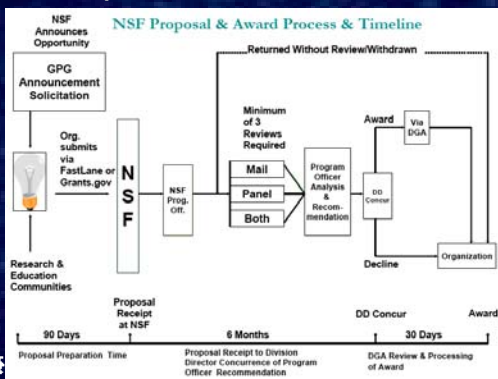 NSF Proposal & Award Process & Timeline
NSF
Announces
Opportunity
GPG
Announcement
Solicitation
Org.
submits
via
FastLane or
Grants.gov
Research &
Education
Communities
N
S
F
NSF
Prog.
Off.
Returned Without Review/Withdrawn
Minimum
of 3
Reviews
Required
Mail
Panel
Both
Program
Officer
Analysis
&
Recom-
mendation
DD
Concur
Award
Via
DGA
Decline
Organization
Proposal
Receipt
at NSF
DD Concur
Award
90 Days
6 Months
30 Days
Proposal Preparation Time
Proposal Receipt to Division
Director Concurrence of Program
Officer Recommendation
DGA Review & Processing
of Award